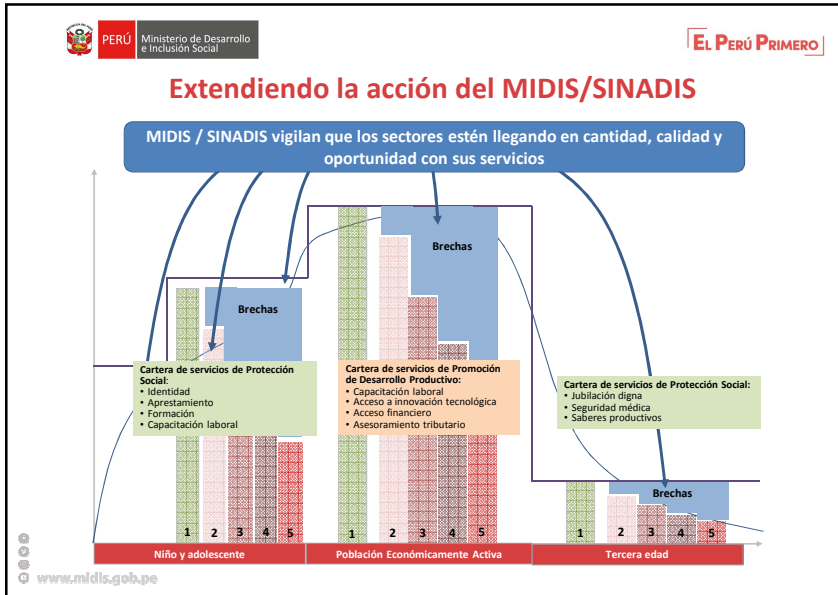 PERÚ
Ministerio de Desarrollo
e Inclusión Social
EL PERÚ PRIMERO
Extendiendo la acción del MIDIS/SINADIS
MIDIS / SINADIS vigilan que los sectores estén llegando en cantidad, calidad y
oportunidad con sus servicios
Brechas
Brechas
Cartera de servicios de Protección
Social:
• Identidad
• Aprestamiento
• Formación
• Capacitación laboral
Cartera de servicios de Promoción
de Desarrollo Productivo:
• Capacitación laboral
• Acceso a innovación tecnológica
• Acceso financiero
• Asesoramiento tributario
Cartera de servicios de Protección Social:
• Jubilación digna
• Seguridad médica
• Saberes productivos
Brechas
1 2 3 4 5
1 2 3 4 5
1 2 3 4 5
Niño y adolescente
Población Económicamente Activa
Tercera edad
www.midis.gob.pe